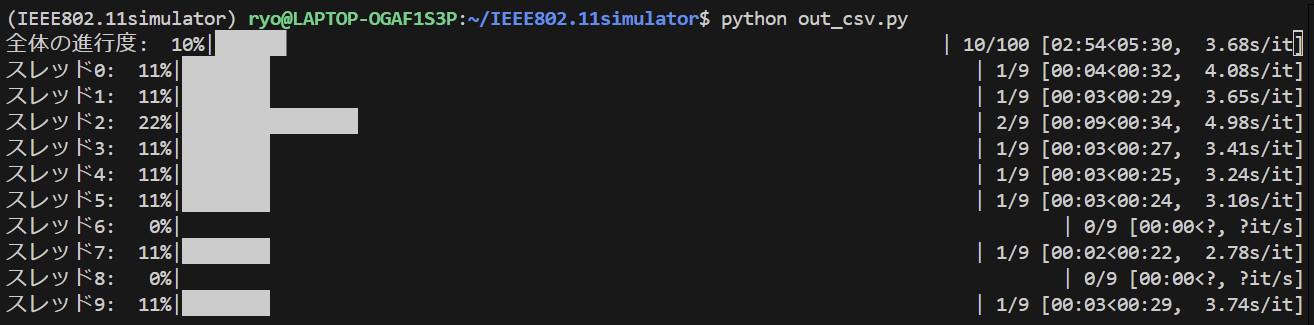 (IEEE802.11simulator) ryo@LAPTOP-OGAF1S3P:~/IEEE802.11simulator$ python out_csv.py
全体の進行度: 10%| | 10/100 [02:54<05:30, 3.68s/it]
スレッド0: 11%| | 1/9 [00:04<00:32, 4.08s/it]
スレッド1: 11%| | 1/9 [00:03<00:29, 3.65s/it]
スレッド2: 22%| | 2/9 [00:09<00:34, 4.98s/it]
スレッド3: 11%| | 1/9 [00:03<00:27, 3.41s/it]
スレッド4: 11%| | 1/9 [00:03<00:25, 3.24s/it]
スレッド5: 11%| | 1/9 [00:03<00:24, 3.10s/it]
スレッド6: 0%| | 0/9 [00:00<?, ?it/s]
スレッド7: 11%| | 1/9 [00:02<00:22, 2.78s/it]
スレッド8: 0%| | 0/9 [00:00<?, ?it/s]
スレッド9: 11%| | 1/9 [00:03<00:29, 3.74s/it]